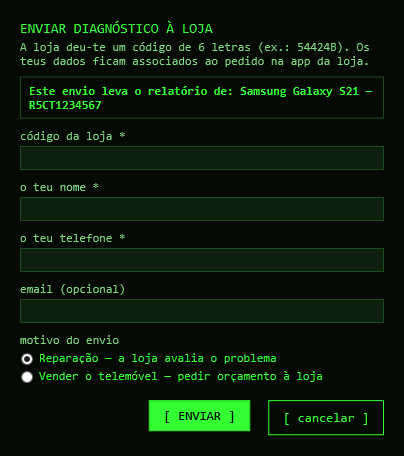 ENVIAR DIAGNÓSTICO À LOJA
A loja deu-te um código de 6 letras (ex.: 54424B). Os
teus dados ficam associados ao pedido na app da loja.
Este envio leva o relatório de: Samsung Galaxy S21 —
R5CT1234567
código da loja *
o teu nome *
o teu telefone *
email (opcional)
motivo do envio
Reparação — a loja avalia o problema
Vender o telemóvel — pedir orçamento à loja
[ ENVIAR ]
[ cancelar ]